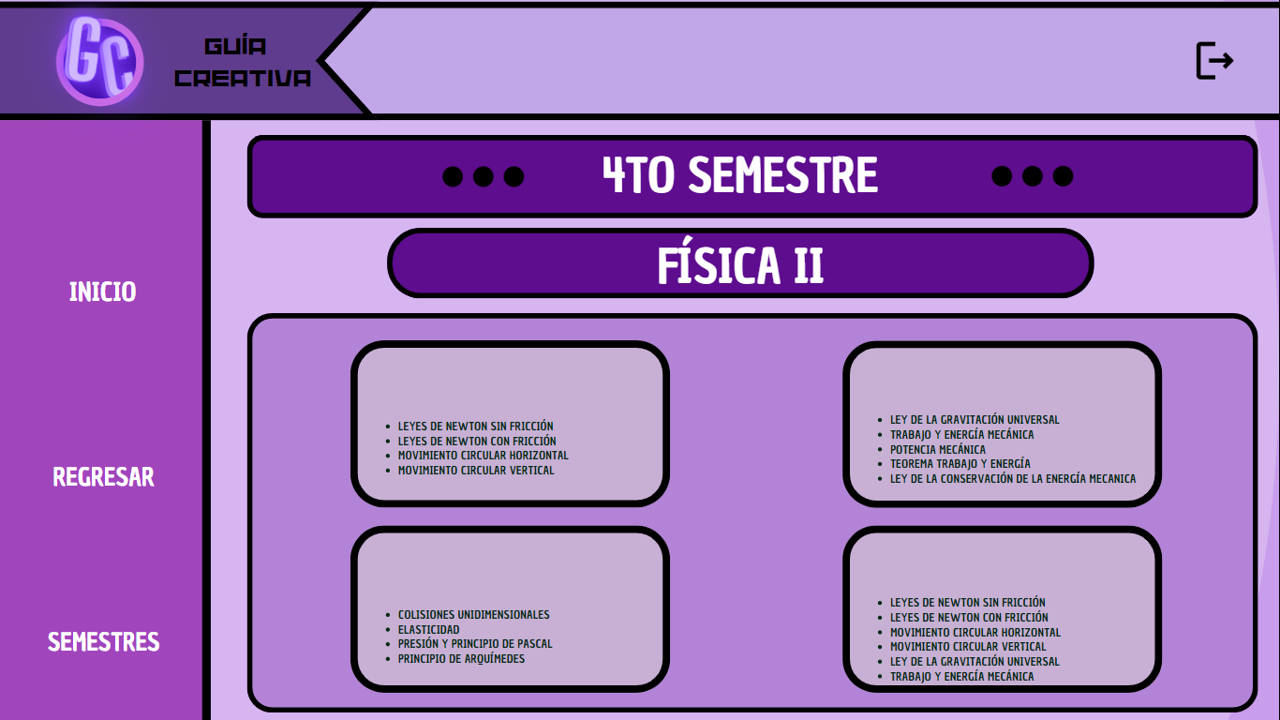 GC
GUÍA
CREATIVA
4TO SEMESTRE
FÍSICA II
INICIO
REGRESAR
SEMESTRES
• LEYES DE NEWTON SIN FRICCIÓN
• LEYES DE NEWTON CON FRICCIÓN
• MOVIMIENTO CIRCULAR HORIZONTAL
• MOVIMIENTO CIRCULAR VERTICAL
• LEY DE LA GRAVITACIÓN UNIVERSAL
• TRABAJO Y ENERGÍA MECÁNICA
• POTENCIA MECÁNICA
• TEOREMA TRABAJO Y ENERGÍA
• LEY DE LA CONSERVACIÓN DE LA ENERGÍA MECANICA
• COLISIONES UNIDIMENSIONALES
• ELASTICIDAD
• PRESIÓN Y PRINCIPIO DE PASCAL
• PRINCIPIO DE ARQUÍMEDES
• LEYES DE NEWTON SIN FRICCIÓN
• LEYES DE NEWTON CON FRICCIÓN
• MOVIMIENTO CIRCULAR HORIZONTAL
• MOVIMIENTO CIRCULAR VERTICAL
• LEY DE LA GRAVITACIÓN UNIVERSAL
• TRABAJO Y ENERGÍA MECÁNICA